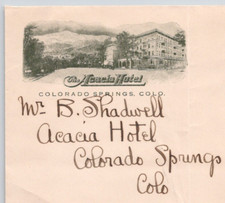 The Acacia Hotel
COLORADO SPRINGS, COLO.
Mr B. Shadwell
Acacia Hotel
Colorado Springs
Colo